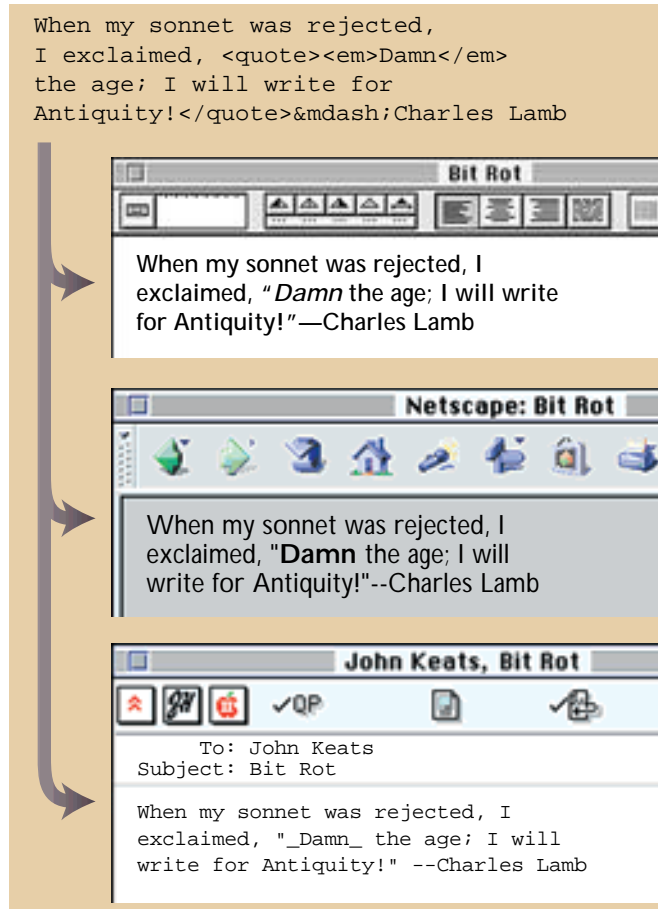 When my sonnet was rejected,
I exclaimed, <quote><em>Damn</em>
the age; I will write for
Antiquity!</quote>&mdash;Charles Lamb
Bit Rot
When my sonnet was rejected, I
exclaimed, “Damn the age; I will write
for Antiquity!”—Charles Lamb
Netscape: Bit Rot
When my sonnet was rejected, I
exclaimed, "Damn the age; I will
write for Antiquity!"--Charles Lamb
John Keats, Bit Rot
QP
To: John Keats
Subject: Bit Rot
When my sonnet was rejected, I
exclaimed, "_Damn_ the age; I will
write for Antiquity!" --Charles Lamb